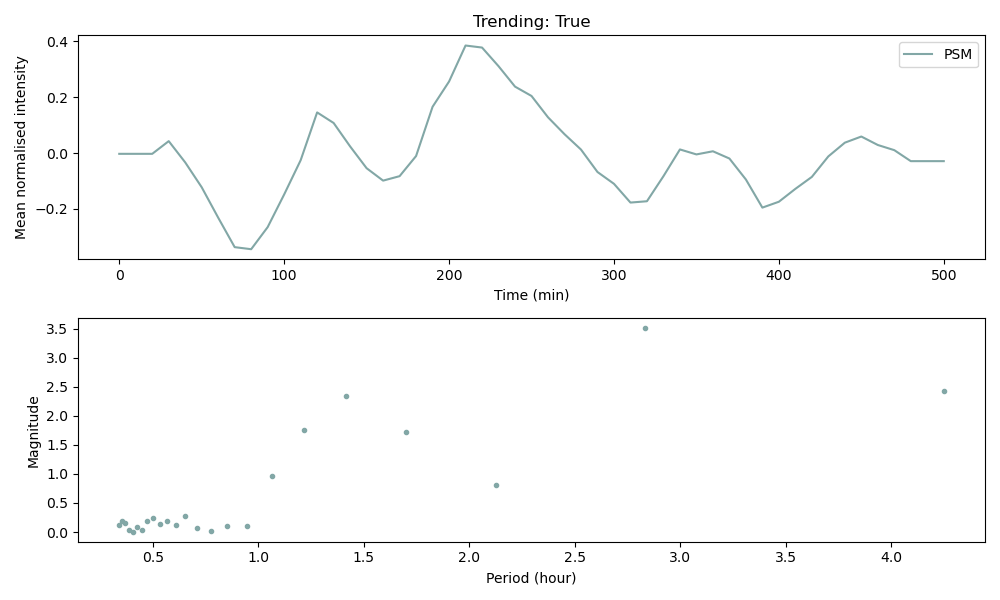 Trending: True
Mean normalised intensity
0.4
0.2
0.0
−0.2
PSM
0 100 200 300 400 500
Time (min)
Magnitude
3.5
3.0
2.5
2.0
1.5
1.0
0.5
0.0
0.5 1.0 1.5 2.0 2.5 3.0 3.5 4.0
Period (hour)